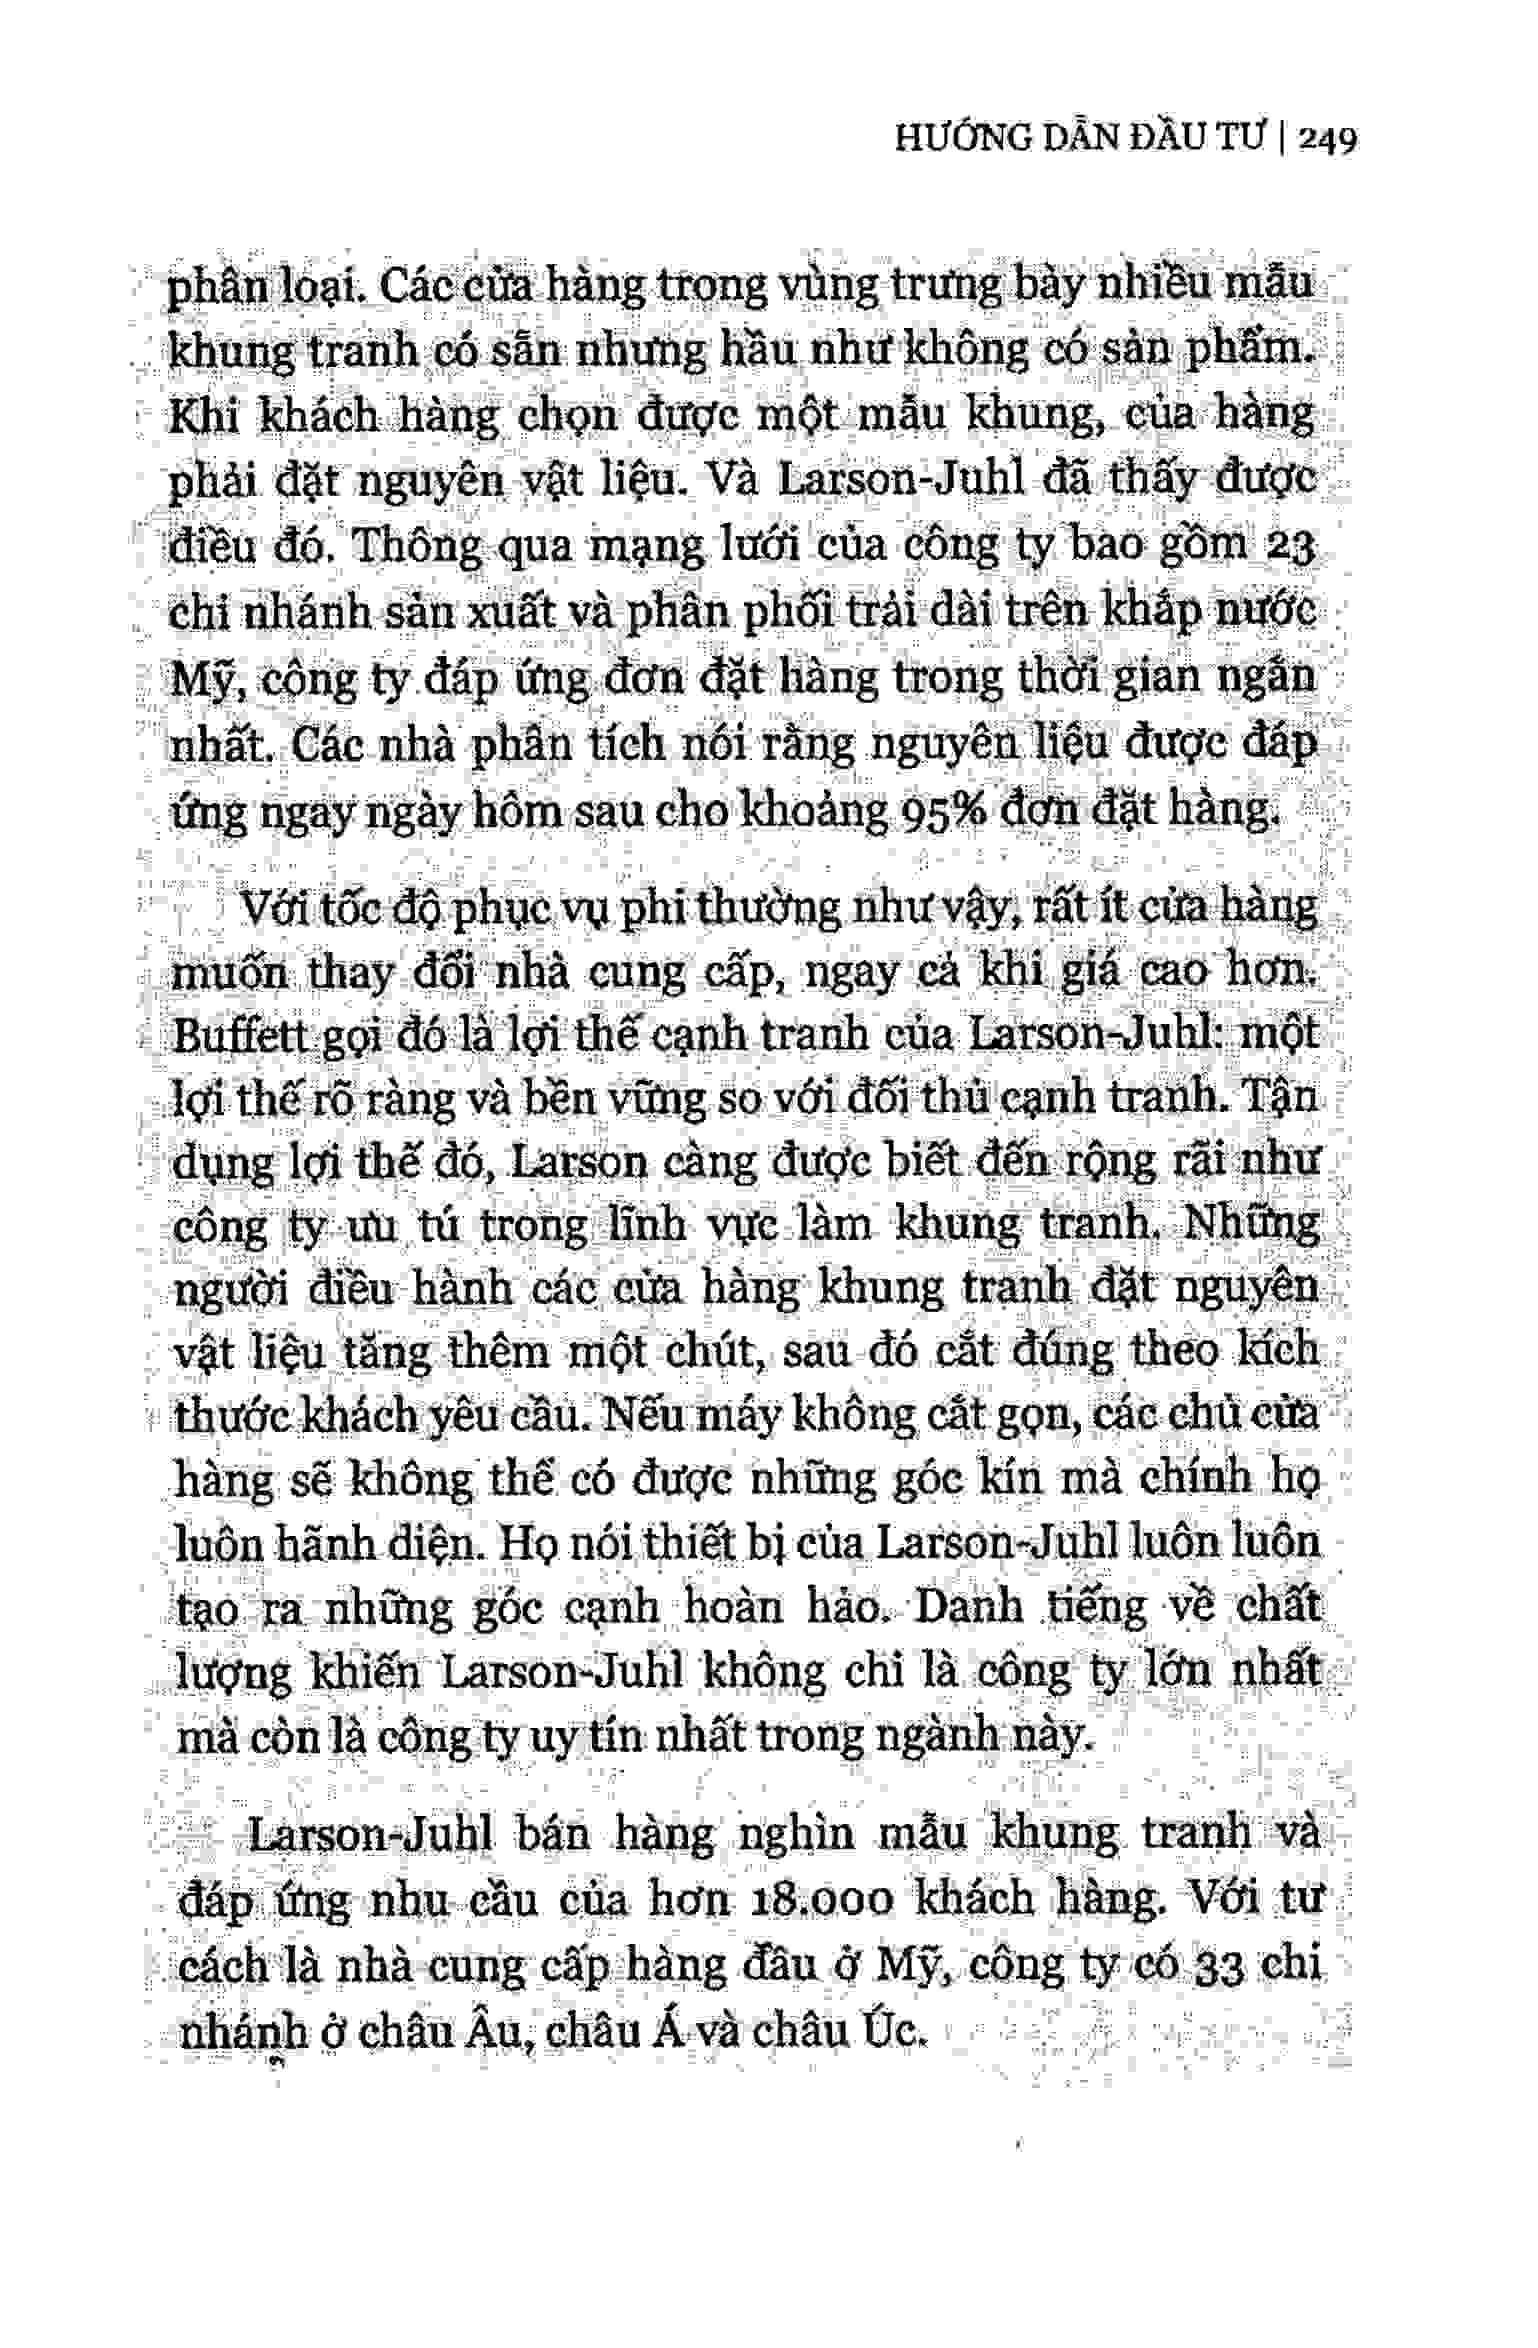 HƯỚNG DẪN ĐẦU TƯ | 249
phân loại. Các cửa hàng trong vùng trưng bày nhiều mẫu
khung tranh có sẵn nhưng hầu như không có sản phẩm.
Khi khách hàng chọn được một mẫu khung, cửa hàng
phải đặt nguyên vật liệu. Và Larson-Juhl đã thấy được
điều đó. Thông qua mạng lưới của công ty bao gồm 23
chi nhánh sản xuất và phân phối trải dài trên khắp nước
Mỹ, công ty đáp ứng đơn đặt hàng trong thời gian ngắn
nhất. Các nhà phân tích nói rằng nguyên liệu được đáp
ứng ngay ngày hôm sau cho khoảng 95% đơn đặt hàng.
Với tốc độ phục vụ phi thường như vậy, rất ít cửa hàng
muốn thay đổi nhà cung cấp, ngay cả khi giá cao hơn.
Buffett gọi đó là lợi thế cạnh tranh của Larson-Juhl: một
lợi thế rõ ràng và bền vững so với đối thủ cạnh tranh. Tận
dụng lợi thế đó, Larson càng được biết đến rộng rãi như
công ty ưu tú trong lĩnh vực làm khung tranh. Những
người điều hành các cửa hàng khung tranh đặt nguyên
vật liệu tăng thêm một chút, sau đó cắt đúng theo kích
thước khách yêu cầu. Nếu máy không cắt gọn, các chủ cửa
hàng sẽ không thể có được những góc kín mà chính họ
luôn hãnh diện. Họ nói thiết bị của Larson-Juhl luôn luôn
tạo ra những góc cạnh hoàn hảo. Danh tiếng về chất
lượng khiến Larson-Juhl không chỉ là công ty lớn nhất
mà còn là công ty uy tín nhất trong ngành này.
Larson-Juhl bán hàng nghìn mẫu khung tranh và
đáp ứng nhu cầu của hơn 18.000 khách hàng. Với tư
cách là nhà cung cấp hàng đầu ở Mỹ, công ty có 33 chi
nhánh ở châu Âu, châu Á và châu Úc.